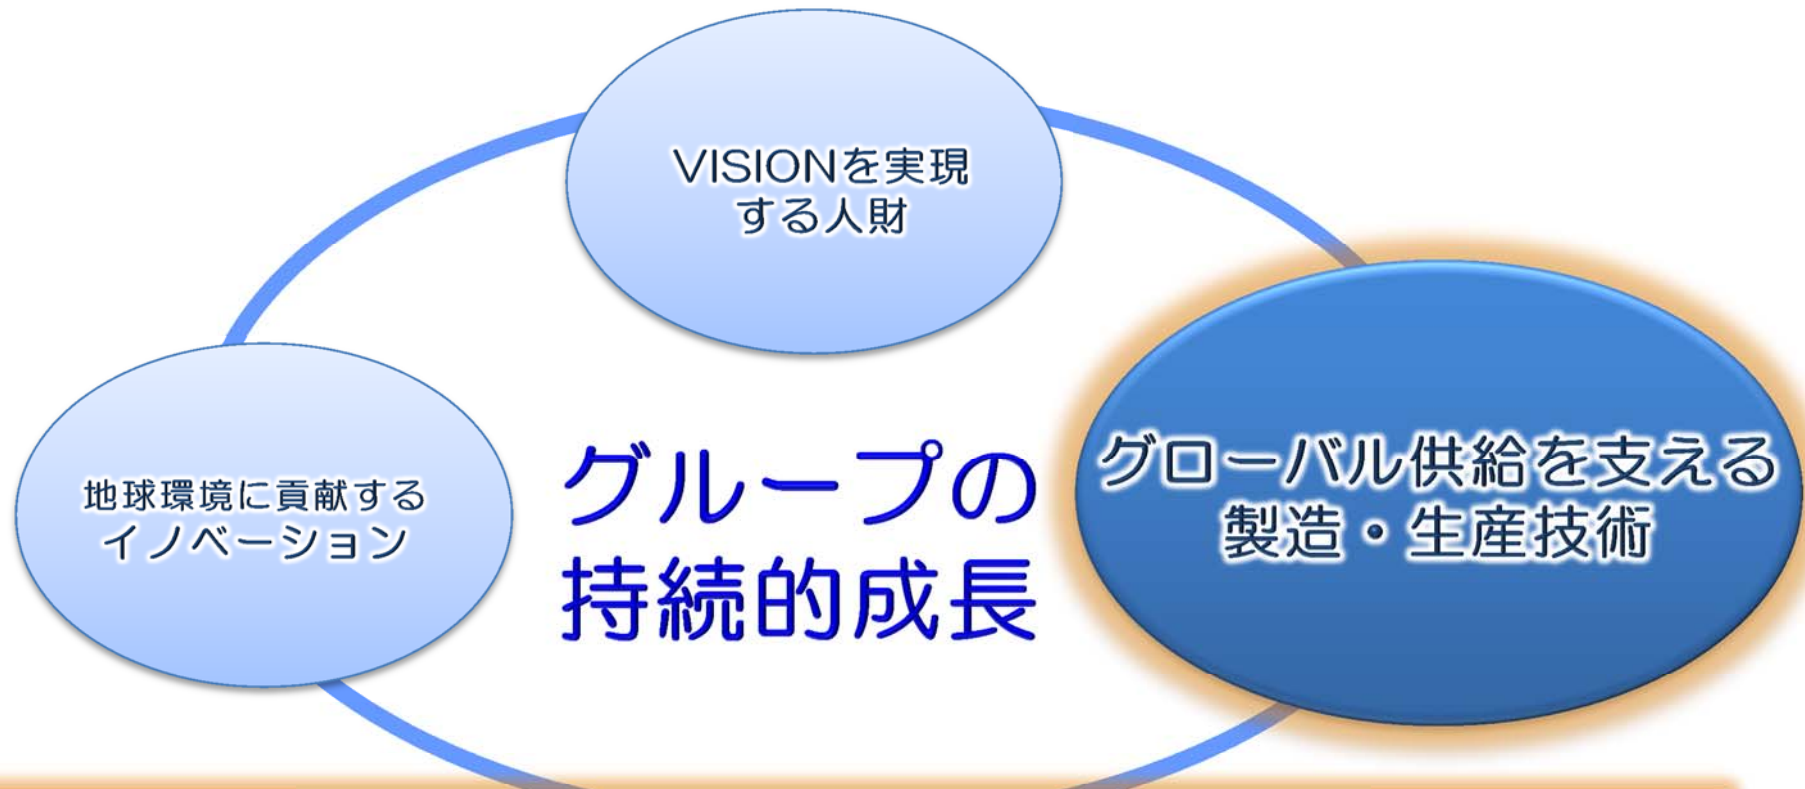 VISIONを実現
する人財
グローバル供給を支える
製造・生産技術
地球環境に貢献する
イノベーション
グループの
持続的成長